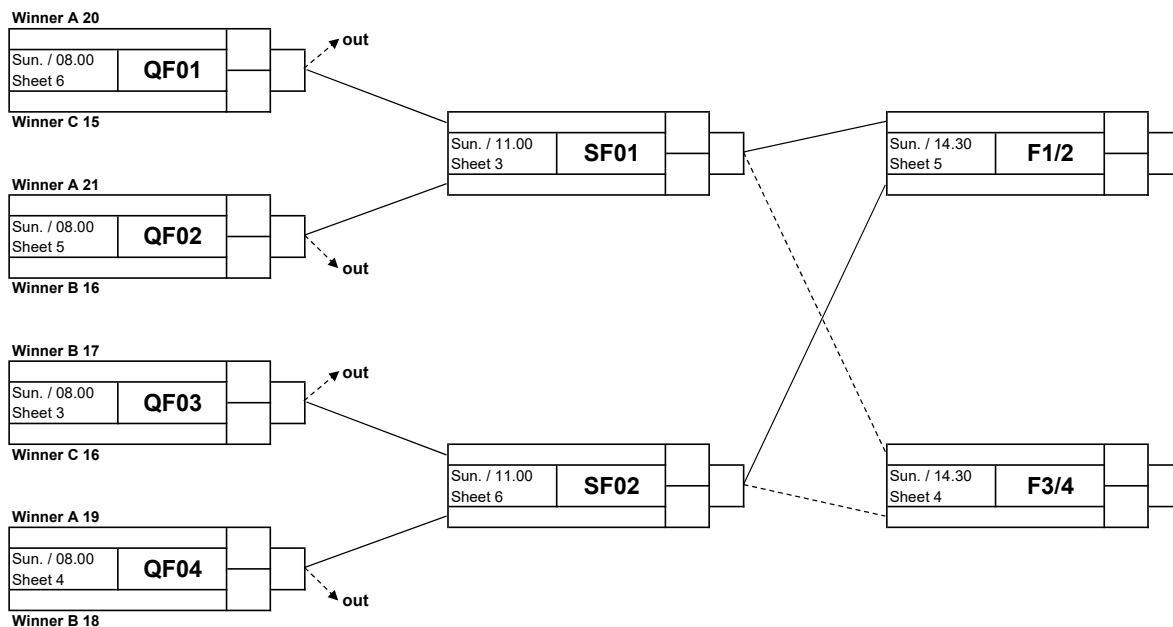 Winner A 20
out
Sun. / 08.00
Sheet 6
QF01
Winner C 15
Sun. / 11.00
Sheet 3
SF01
Sun. / 14.30
Sheet 5
F1/2
Winner A 21
Sun. / 08.00
Sheet 5
QF02
out
Winner B 16
Winner B 17
out
Sun. / 08.00
Sheet 3
QF03
Winner C 16
Sun. / 11.00
Sheet 6
SF02
Sun. / 14.30
Sheet 4
F3/4
Winner A 19
Sun. / 08.00
Sheet 4
QF04
out
Winner B 18